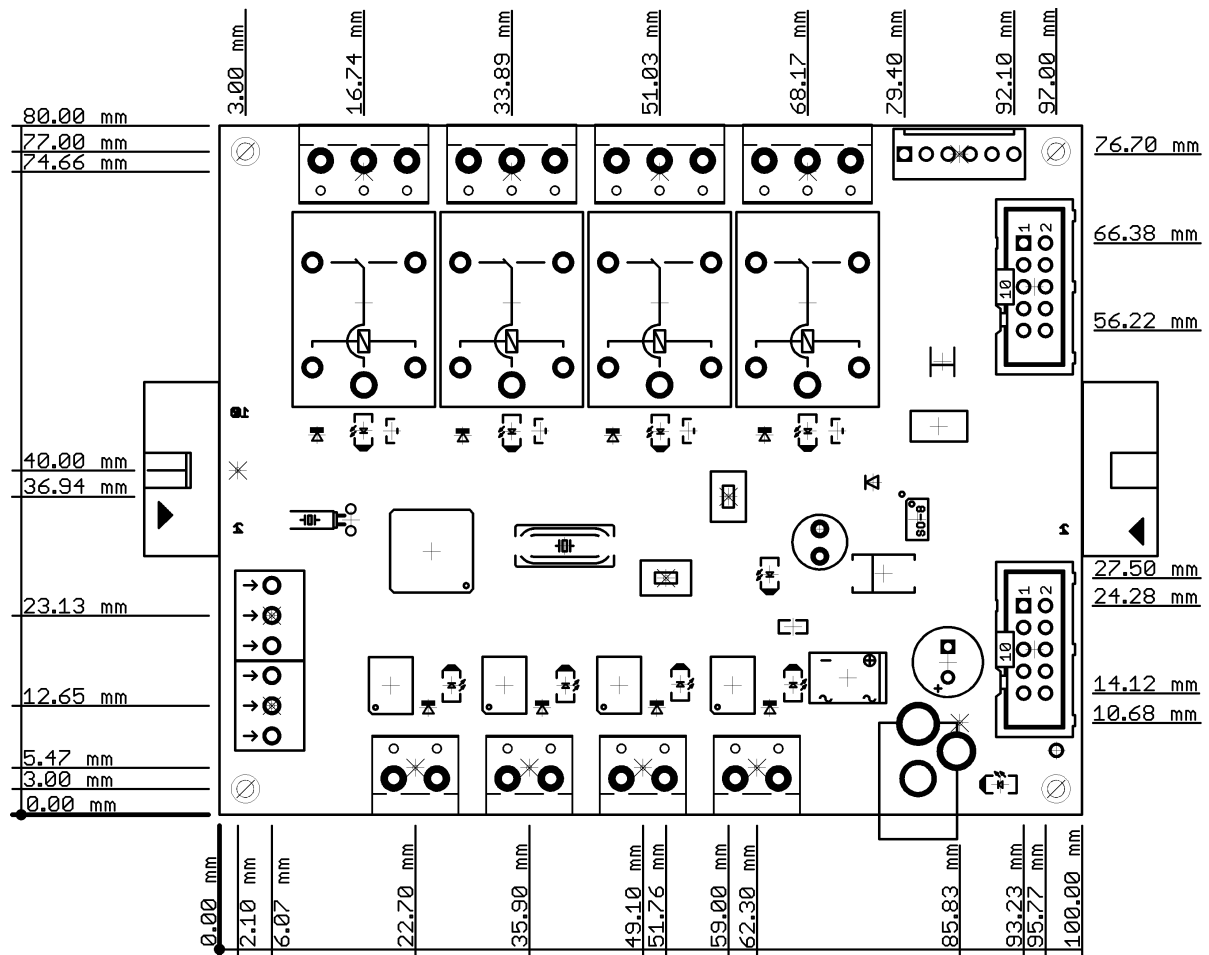 3.00 mm
16.74 mm
33.89 mm
51.03 mm
68.17 mm
79.40 mm
92.10 mm
97.00 mm
80.00 mm
77.00 mm
74.66 mm
76.70 mm
1 2
66.38 mm
10
56.22 mm
10
40.00 mm
36.94 mm
2
SO-8
2
27.50 mm
24.28 mm
1 2
23.13 mm
10
14.12 mm
12.65 mm
10.68 mm
5.47 mm
3.00 mm
0.00 mm
0.00 mm
2.10 mm
6.07 mm
22.70 mm
35.90 mm
49.10 mm
51.76 mm
59.00 mm
62.30 mm
85.83 mm
93.23 mm
95.77 mm
100.00 mm